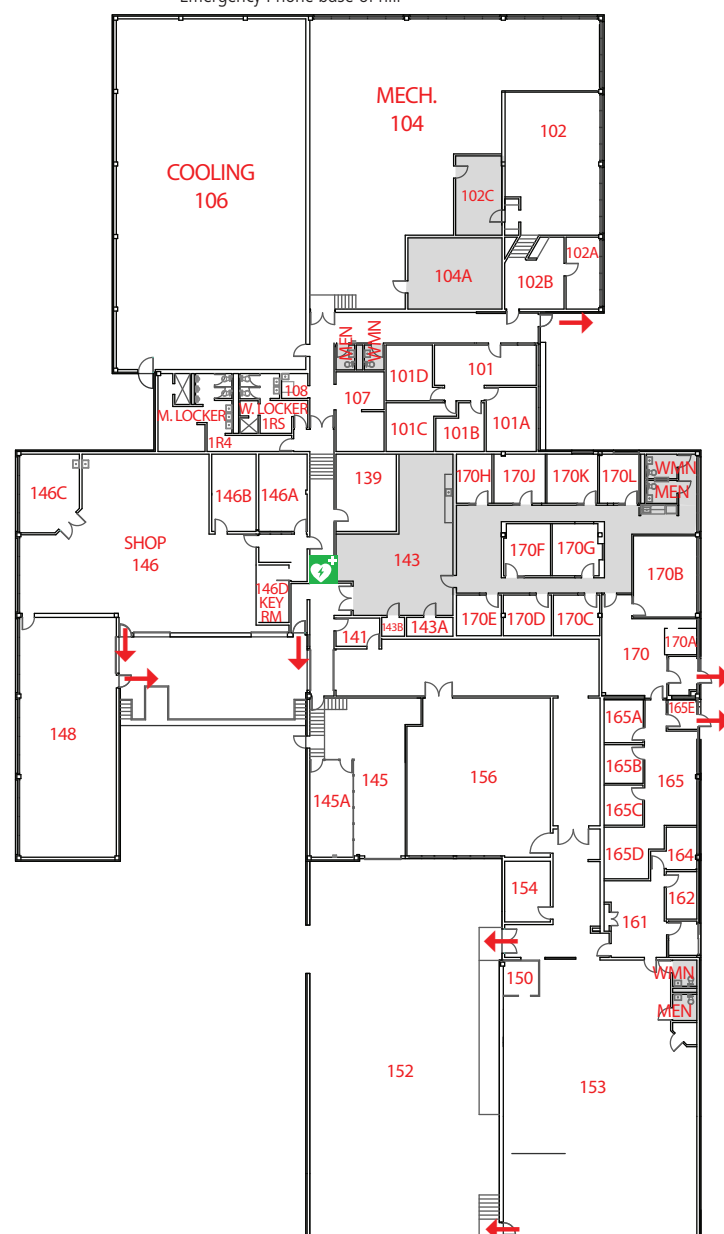 MECH.
104
102
COOLING
106
102C
104A
102B
102A
MEN
WMN
101D
101
108
107
M. LOCKER
W. LOCKER
1RS
1R4
101C
101B
101A
146C
146B
146A
139
170H
170J
170K
170L
WMN
MEN
SHOP
146
143
170F
170G
170B
146D
KEY
RM
141
143B
143A
170E
170D
170C
170
170A
165E
148
165A
165B
165
165C
145
145A
156
165D
164
154
162
161
150
WMN
MEN
152
153